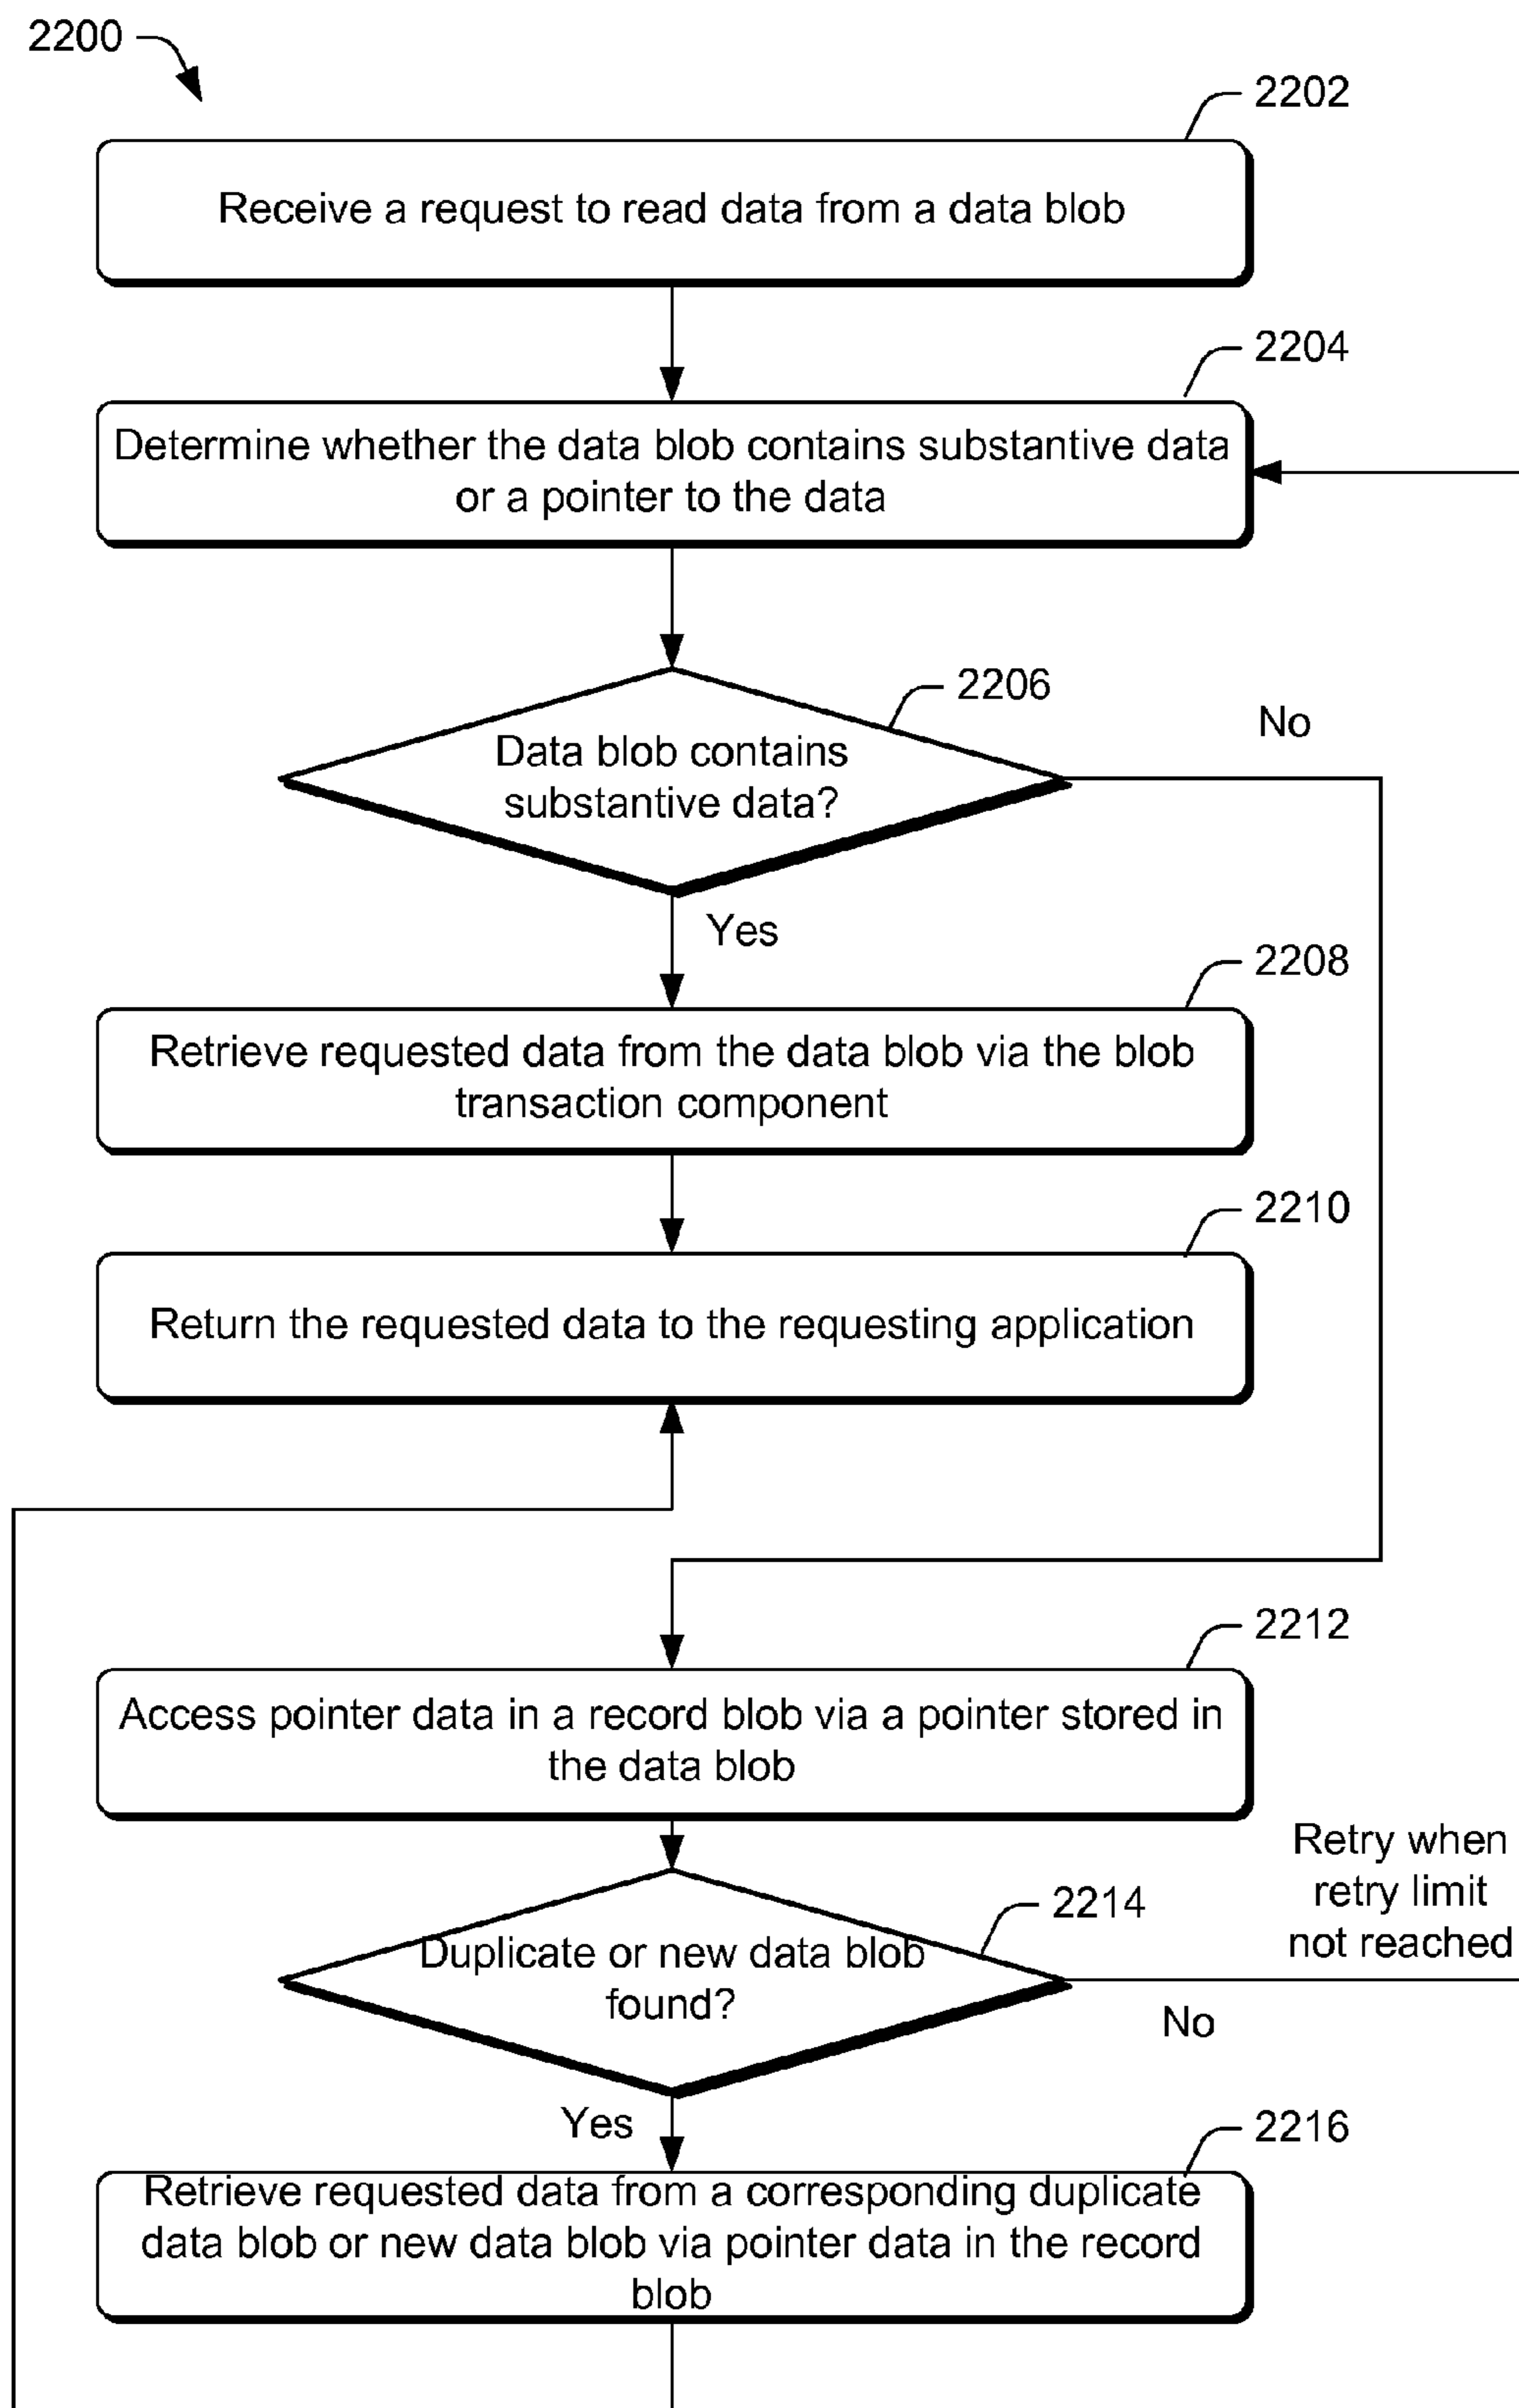 2200
2202
Receive a request to read data from a data blob
2204
Determine whether the data blob contains substantive data
or a pointer to the data
2206
No
Data blob contains
substantive data?
Yes
2208
Retrieve requested data from the data blob via the blob
transaction component
2210
Return the requested data to the requesting application
2212
Access pointer data in a record blob via a pointer stored in
the data blob
Retry when
retry limit
not reached
2214
Duplicate or new data blob
found?
No
Yes
2216
Retrieve requested data from a corresponding duplicate
data blob or new data blob via pointer data in the record
blob